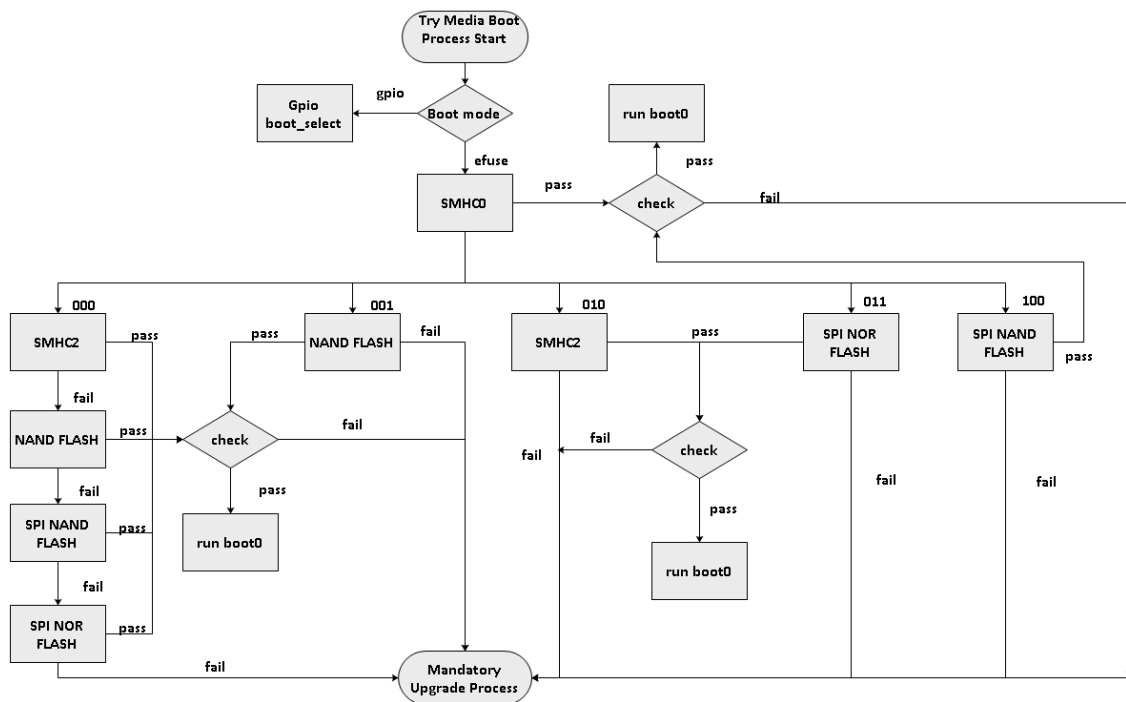 Try Media Boot
Process Start
gpio
Gpio
boot_select
Boot mode
run boot0
efuse
pass
SMHC0
pass
check
fail
000
001
010
011
100
SMHC2
pass
pass
NAND FLASH
fail
SMHC2
pass
SPI NOR
FLASH
SPI NAND
FLASH
pass
fail
NAND FLASH
pass
check
fail
fail
fail
check
fail
fail
fail
pass
pass
SPI NAND
FLASH
pass
run boot0
run boot0
fail
SPI NOR
FLASH
pass
fail
Mandatory
Upgrade Process